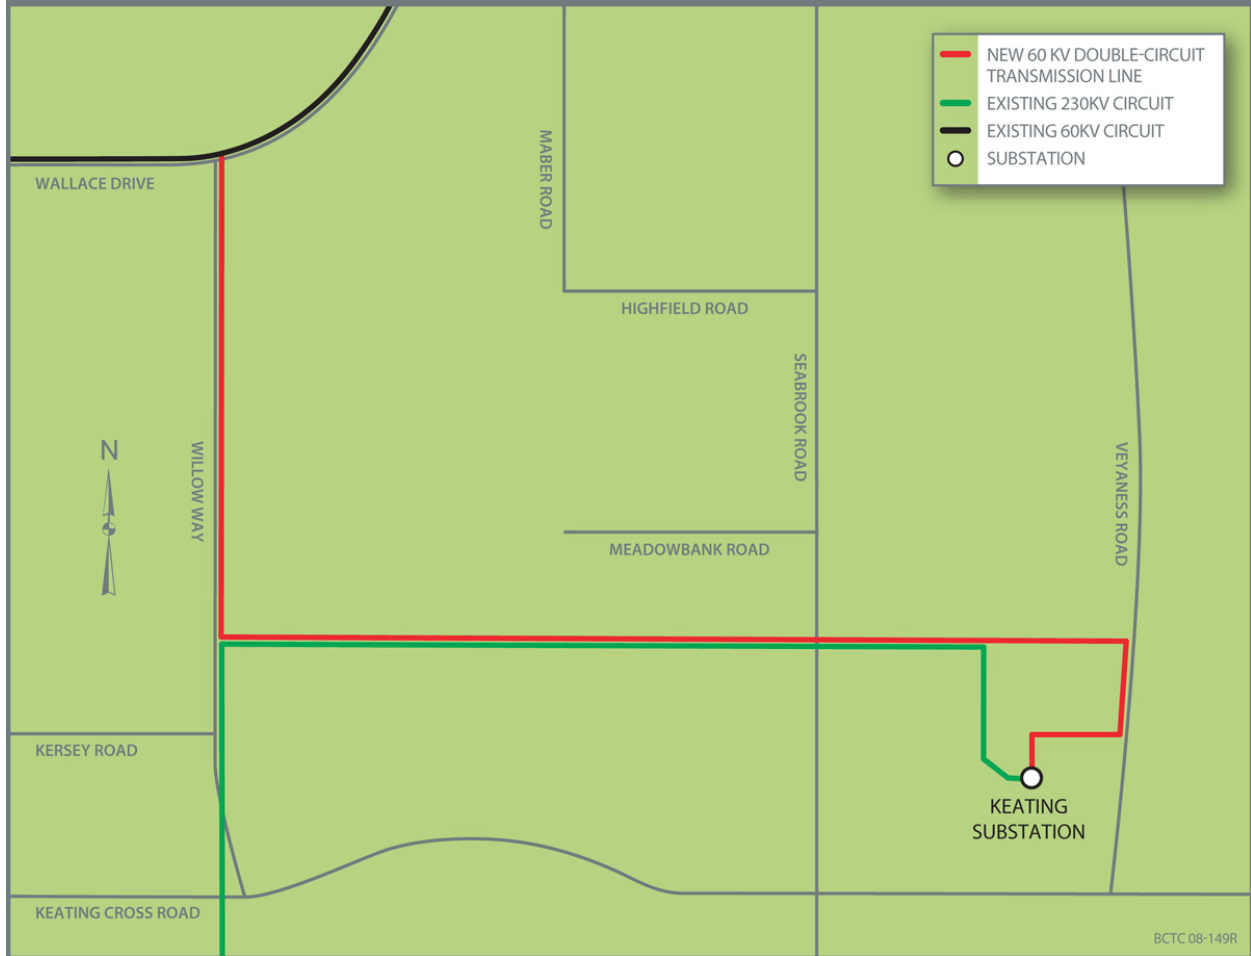 NEW 60 KV DOUBLE-CIRCUIT
TRANSMISSION LINE
EXISTING 230KV CIRCUIT
EXISTING 60KV CIRCUIT
SUBSTATION
WALLACE DRIVE
MABER ROAD
HIGHFIELD ROAD
SEABROOK ROAD
N
WILLOW WAY
VEYANESS ROAD
MEADOWBANK ROAD
KERSEY ROAD
KEATING
SUBSTATION
KEATING CROSS ROAD
BCTC 08-149R